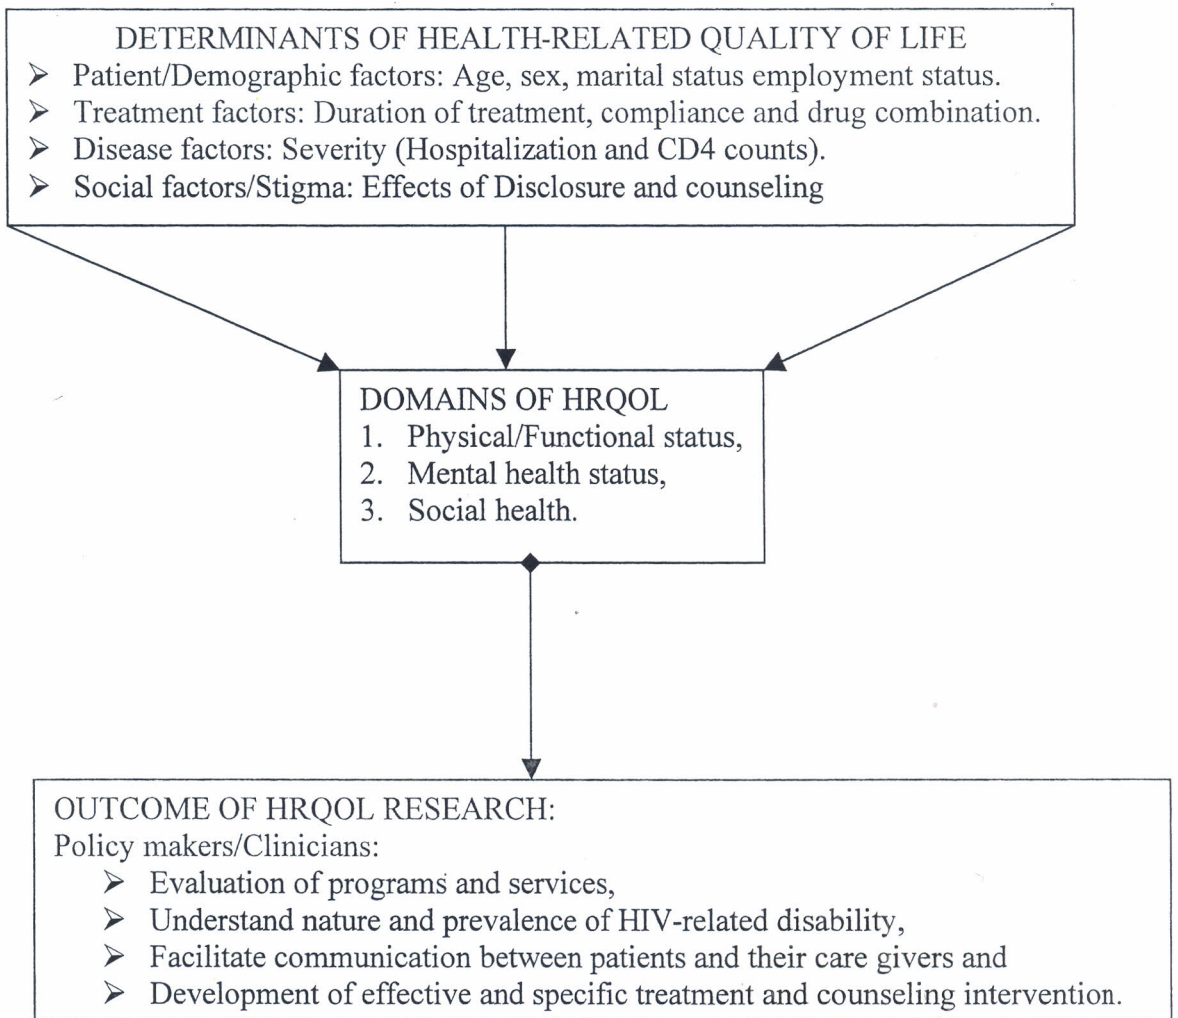 DETERMINANTS OF HEALTH-RELATED QUALITY OF LIFE
➢ Patient/Demographic factors: Age, sex, marital status employment status.
➢ Treatment factors: Duration of treatment, compliance and drug combination.
➢ Disease factors: Severity (Hospitalization and CD4 counts).
➢ Social factors/Stigma: Effects of Disclosure and counseling
DOMAINS OF HRQOL
1. Physical/Functional status,
2. Mental health status,
3. Social health.
OUTCOME OF HRQOL RESEARCH:
Policy makers/Clinicians:
➢ Evaluation of programs and services,
➢ Understand nature and prevalence of HIV-related disability,
➢ Facilitate communication between patients and their care givers and
➢ Development of effective and specific treatment and counseling intervention.